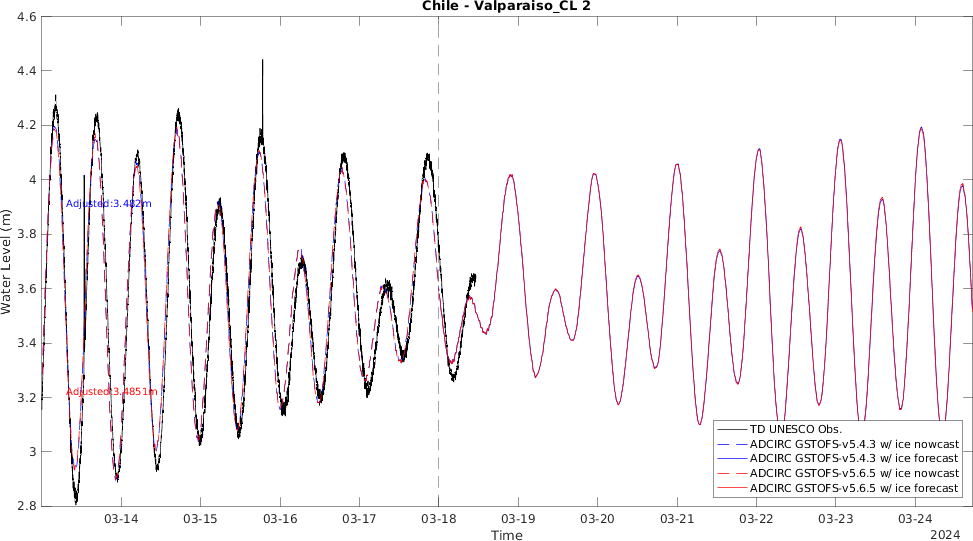 Chile - Valparaiso_CL 2
4.6
4.4
4.2
4
3.8
3.6
3.4
3.2
3
2.8
Water Level (m)
Adjusted:3.482m
Adjusted:3.4851m
TD UNESCO Obs.
ADCIRC GSTOFS-v5.4.3 w/ ice nowcast
ADCIRC GSTOFS-v5.4.3 w/ ice forecast
ADCIRC GSTOFS-v5.6.5 w/ ice nowcast
ADCIRC GSTOFS-v5.6.5 w/ ice forecast
03-14 03-15 03-16 03-17 03-18 03-19 03-20 03-21 03-22 03-23 03-24
Time
2024